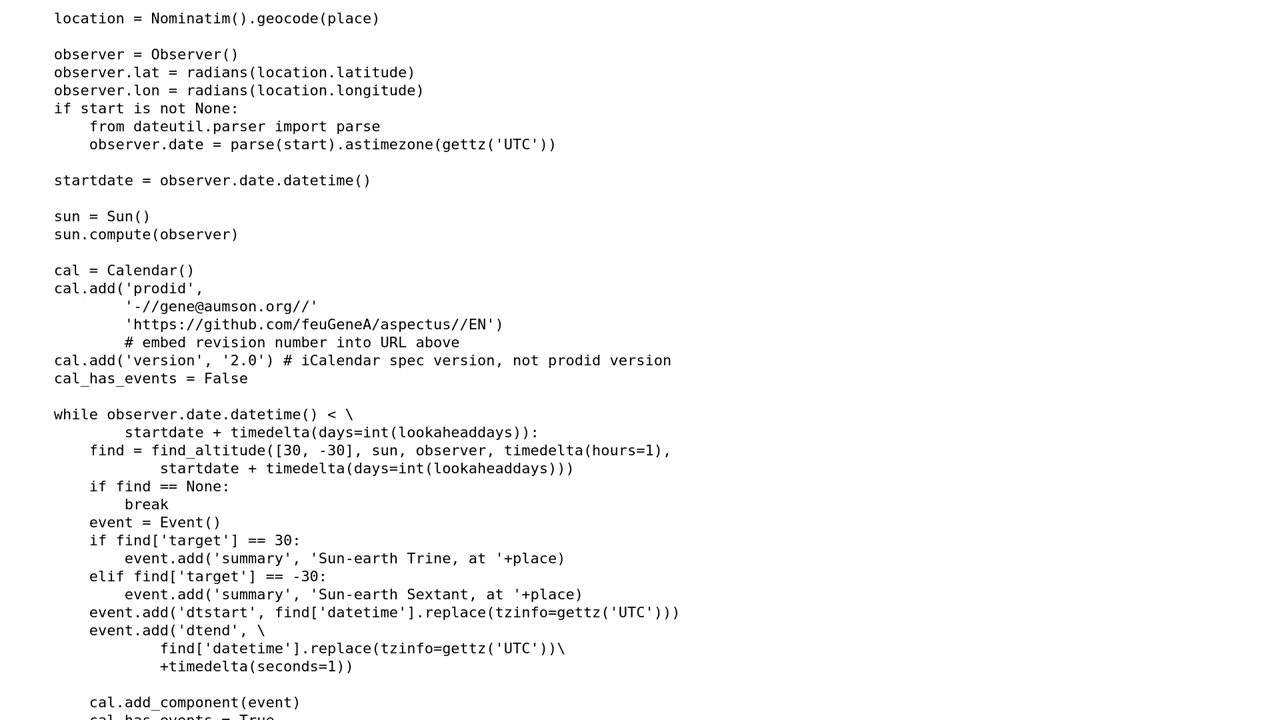 location = Nominatim().geocode(place)

observer = Observer()
observer.lat = radians(location.latitude)
observer.lon = radians(location.longitude)
if start is not None:
    from dateutil.parser import parse
    observer.date = parse(start).astimezone(gettz('UTC'))

startdate = observer.date.datetime()

sun = Sun()
sun.compute(observer)

cal = Calendar()
cal.add('prodid',
        '-//gene@aumson.org//'
        'https://github.com/feuGeneA/aspectus//EN')
        # embed revision number into URL above
cal.add('version', '2.0') # iCalendar spec version, not prodid version
cal_has_events = False

while observer.date.datetime() < \
        startdate + timedelta(days=int(lookaheaddays)):
    find = find_altitude([30, -30], sun, observer, timedelta(hours=1),
            startdate + timedelta(days=int(lookaheaddays)))
    if find == None:
        break
    event = Event()
    if find['target'] == 30:
        event.add('summary', 'Sun-earth Trine, at '+place)
    elif find['target'] == -30:
        event.add('summary', 'Sun-earth Sextant, at '+place)
    event.add('dtstart', find['datetime'].replace(tzinfo=gettz('UTC')))
    event.add('dtend', \
            find['datetime'].replace(tzinfo=gettz('UTC'))\
            +timedelta(seconds=1))

    cal.add_component(event)
    cal_has_events = True